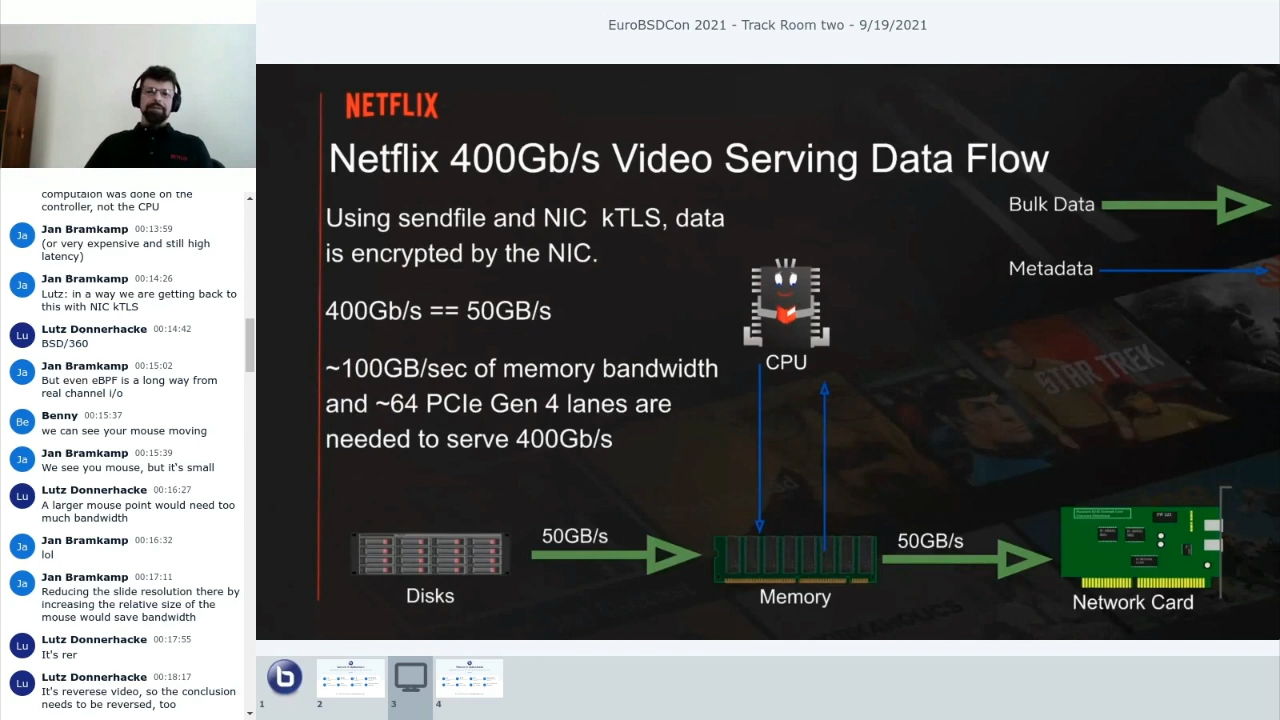 EuroBSDCon 2021 - Track Room two - 9/19/2021
computaion was done on the
controller, not the CPU
Ja
Jan Bramkamp 00:13:59
(or very expensive and still high
latency)
Ja
Jan Bramkamp 00:14:26
Lutz: in a way we are getting back to
this with NIC kTLS
Lu
Lutz Donnerhacke 00:14:42
BSD/360
Ja
Jan Bramkamp 00:15:02
But even eBPF is a long way from
real channel i/o
Be
Benny 00:15:37
we can see your mouse moving
Ja
Jan Bramkamp 00:15:39
We see you mouse, but it's small
Lu
Lutz Donnerhacke 00:16:27
A larger mouse point would need too
much bandwidth
Ja
Jan Bramkamp 00:16:32
lol
Ja
Jan Bramkamp 00:17:11
Reducing the slide resolution there by
increasing the relative size of the
mouse would save bandwidth
Lu
Lutz Donnerhacke 00:17:55
It's rer
Lu
Lutz Donnerhacke 00:18:17
It's reverese video, so the conclusion
needs to be reversed, too
NETFLIX
Netflix 400Gb/s Video Serving Data Flow
Using sendfile and NIC kTLS, data
is encrypted by the NIC.
400Gb/s == 50GB/s
~100GB/sec of memory bandwidth
and ~64 PCIe Gen 4 lanes are
needed to serve 400Gb/s
Bulk Data
Metadata
CPU
STAR TREK
50GB/s
50GB/s
Disks
Memory
Network Card
b
1
2
3
4